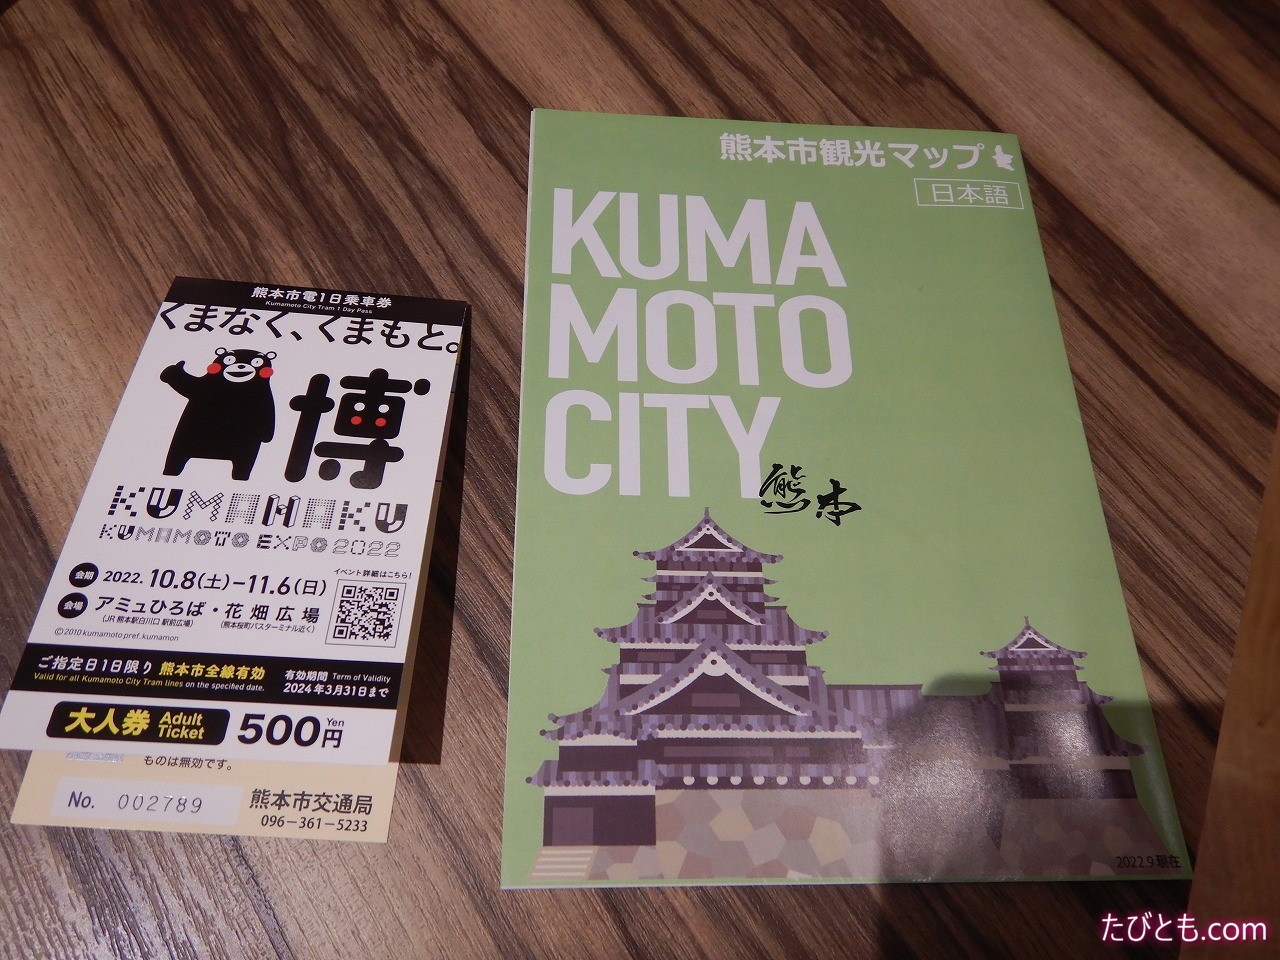 熊本市電1日乗車券
Kumamoto City Tram 1 Day Pass
くまなく、くまもと。
博
KUMAHAKU
KUMAMOTO EXPO 2022
イベント詳細はこちら!
会期 2022. 10.8(土)-11.6(日)
会場 アミュひろば・花畑広場
(JR 熊本駅白川口 駅前広場) (熊本桜町バスターミナル近く)
©2010 kumamoto pref. kumamon
ご指定日1日限り 熊本市全線有効
Valid for all Kumamoto City Tram lines on the specified date.
有効期間 Term of Validity
2024年3月31日まで
大人券 Adult Ticket 500円 Yen
ものは無効です。
No. 002789
熊本市交通局
096-361-5233
熊本市観光マップ
日本語
KUMA
MOTO
CITY
熊本
2022.9 現在
たびとも.com